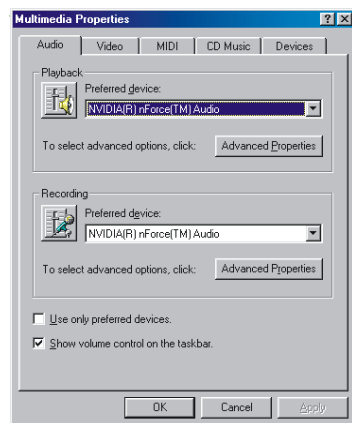 Multimedia Properties
Audio Video MIDI CD Music Devices
Playback
Preferred device:
NVIDIA(R) nForce(TM) Audio
To select advanced options, click: Advanced Properties
Recording
Preferred device:
NVIDIA(R) nForce(TM) Audio
To select advanced options, click: Advanced Properties
Use only preferred devices.
Show volume control on the taskbar.
OK Cancel Apply